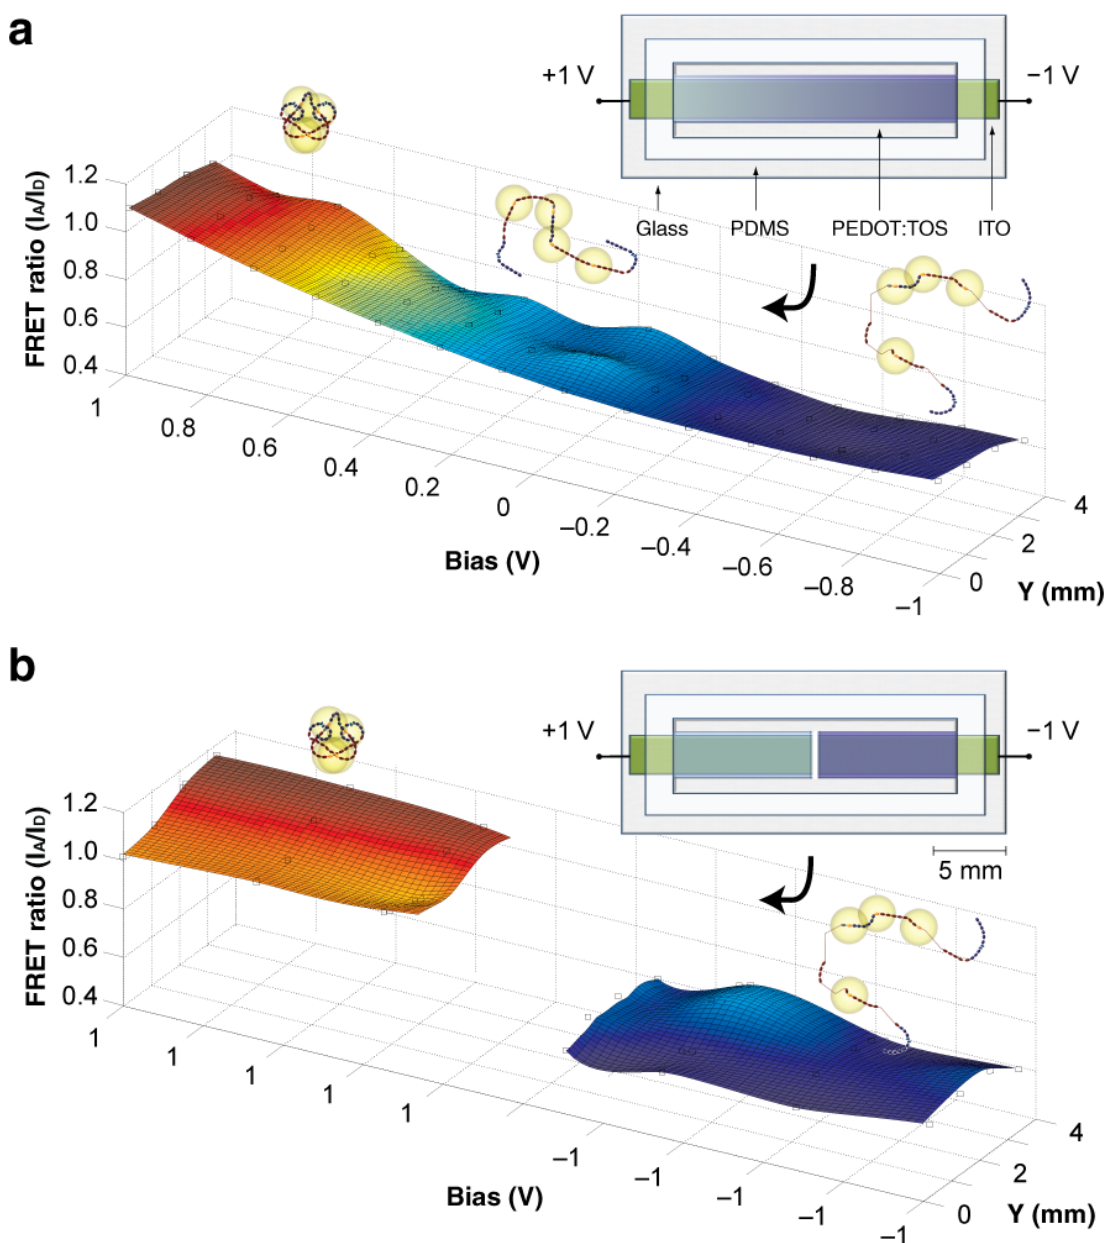 a
+1 V
−1 V
Glass
PDMS
PEDOT:TOS
ITO
FRET ratio (IA/ID)
1.2
1.0
0.8
0.6
0.4
1
0.8
0.6
0.4
0.2
0
−0.2
−0.4
−0.6
−0.8
−1
Bias (V)
0
2
4
Y (mm)
b
+1 V
−1 V
5 mm
FRET ratio (IA/ID)
1.2
1.0
0.8
0.6
0.4
1
1
1
1
1
−1
−1
−1
−1
−1
Bias (V)
0
2
4
Y (mm)